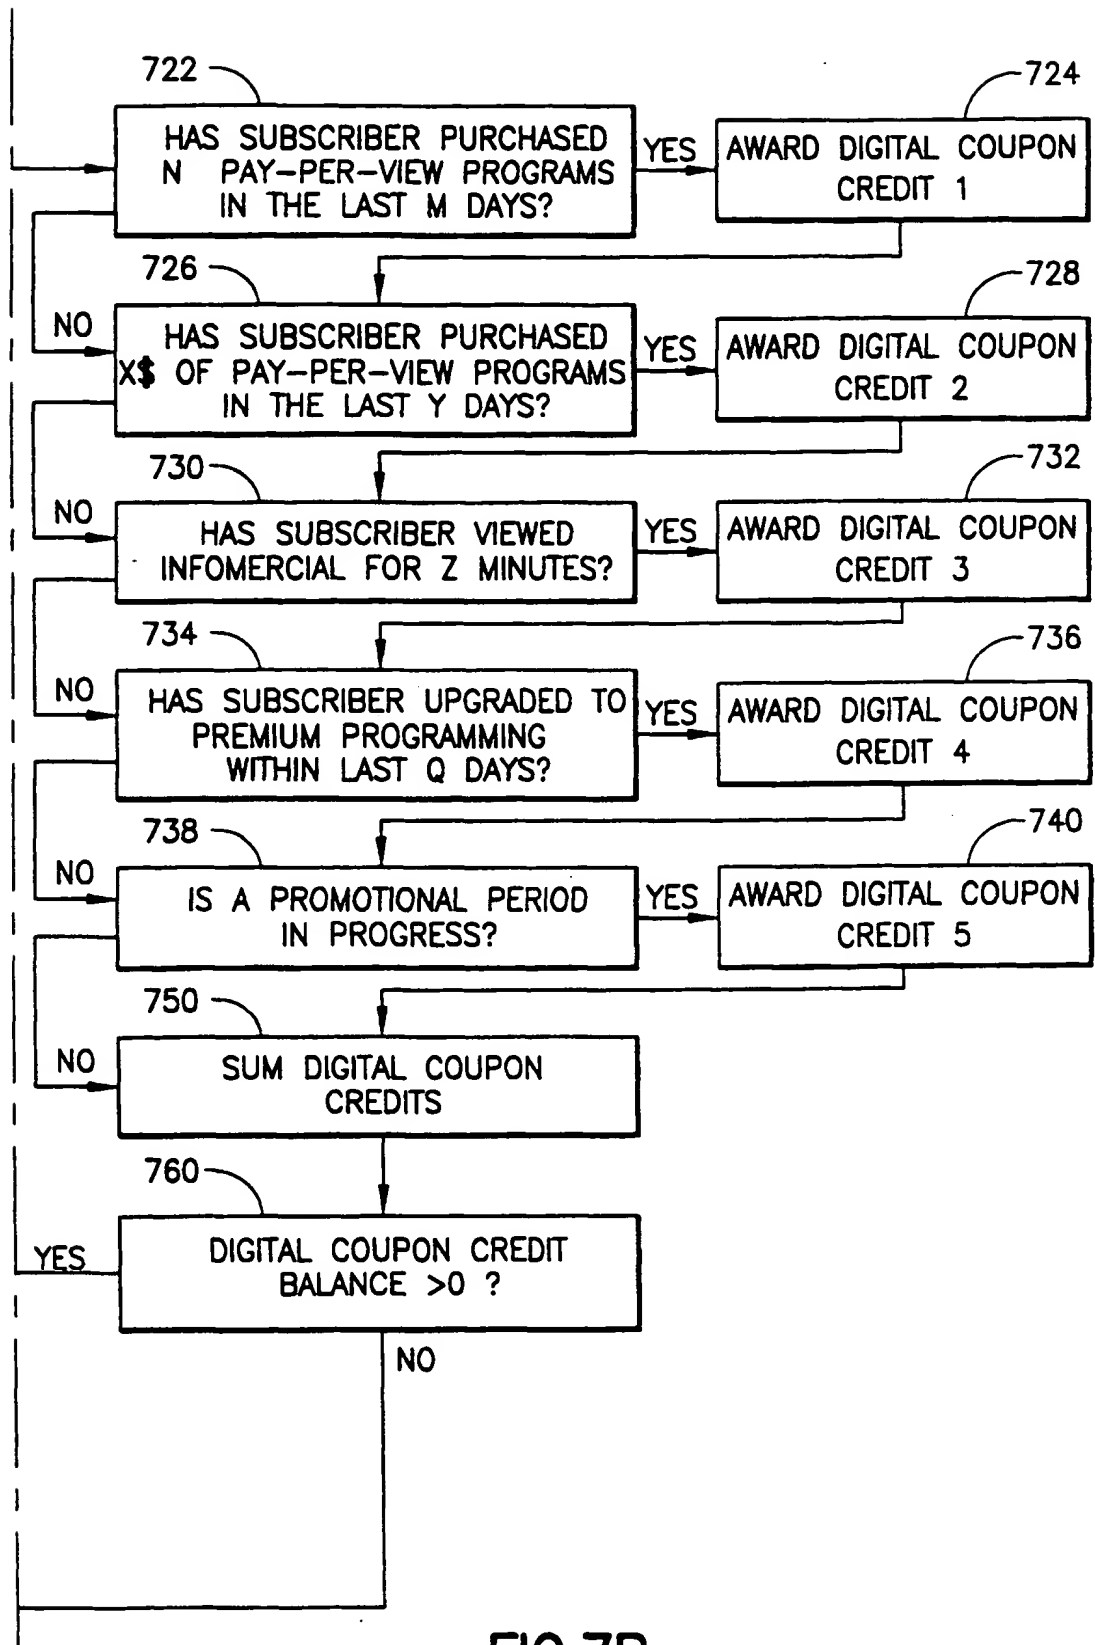 722
724
HAS SUBSCRIBER PURCHASED
N PAY-PER-VIEW PROGRAMS
IN THE LAST M DAYS?
YES
AWARD DIGITAL COUPON
CREDIT 1
726
728
NO
HAS SUBSCRIBER PURCHASED
X$ OF PAY-PER-VIEW PROGRAMS
IN THE LAST Y DAYS?
YES
AWARD DIGITAL COUPON
CREDIT 2
730
732
NO
HAS SUBSCRIBER VIEWED
INFOMERCIAL FOR Z MINUTES?
YES
AWARD DIGITAL COUPON
CREDIT 3
734
736
NO
HAS SUBSCRIBER UPGRADED TO
PREMIUM PROGRAMMING
WITHIN LAST Q DAYS?
YES
AWARD DIGITAL COUPON
CREDIT 4
738
740
NO
IS A PROMOTIONAL PERIOD
IN PROGRESS?
YES
AWARD DIGITAL COUPON
CREDIT 5
750
NO
SUM DIGITAL COUPON
CREDITS
760
YES
DIGITAL COUPON CREDIT
BALANCE >0 ?
NO